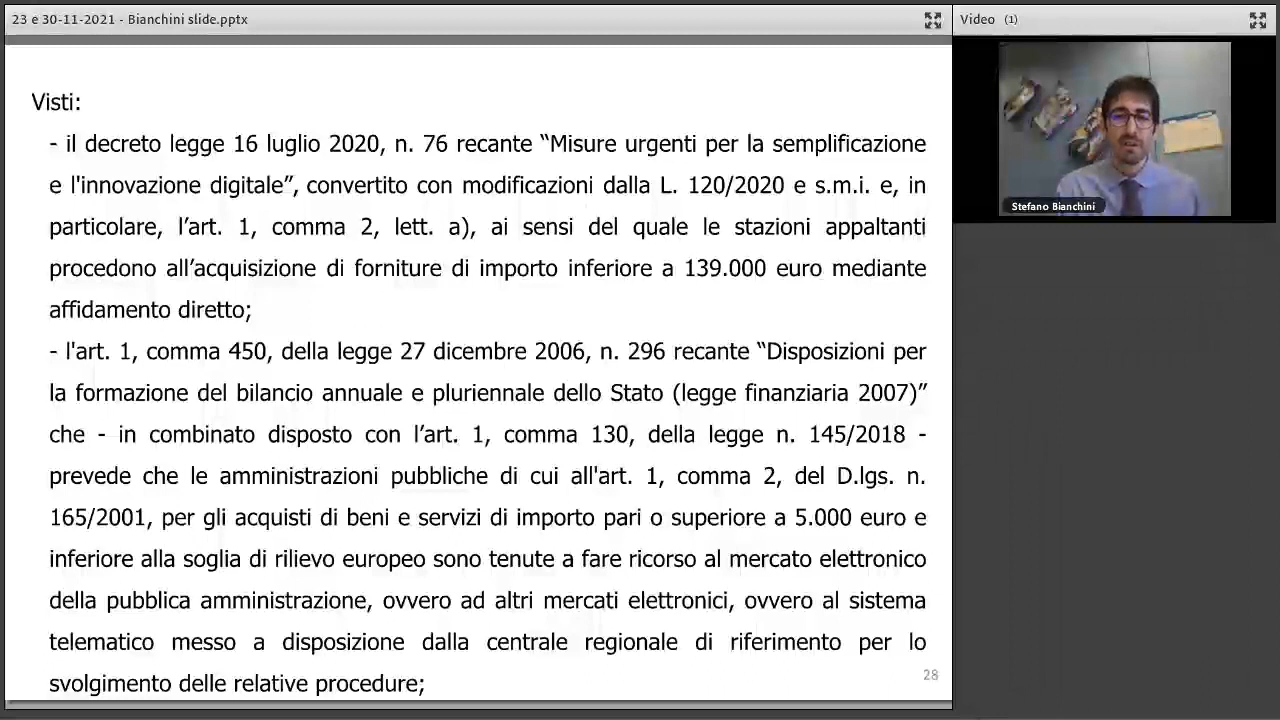 23 e 30-11-2021 - Bianchini slide.pptx
Video (1)
Stefano Bianchini
Visti:
- il decreto legge 16 luglio 2020, n. 76 recante “Misure urgenti per la semplificazione
e l'innovazione digitale”, convertito con modificazioni dalla L. 120/2020 e s.m.i. e, in
particolare, l’art. 1, comma 2, lett. a), ai sensi del quale le stazioni appaltanti
procedono all’acquisizione di forniture di importo inferiore a 139.000 euro mediante
affidamento diretto;
- l'art. 1, comma 450, della legge 27 dicembre 2006, n. 296 recante “Disposizioni per
la formazione del bilancio annuale e pluriennale dello Stato (legge finanziaria 2007)”
che - in combinato disposto con l’art. 1, comma 130, della legge n. 145/2018 -
prevede che le amministrazioni pubbliche di cui all'art. 1, comma 2, del D.lgs. n.
165/2001, per gli acquisti di beni e servizi di importo pari o superiore a 5.000 euro e
inferiore alla soglia di rilievo europeo sono tenute a fare ricorso al mercato elettronico
della pubblica amministrazione, ovvero ad altri mercati elettronici, ovvero al sistema
telematico messo a disposizione dalla centrale regionale di riferimento per lo
svolgimento delle relative procedure;
28